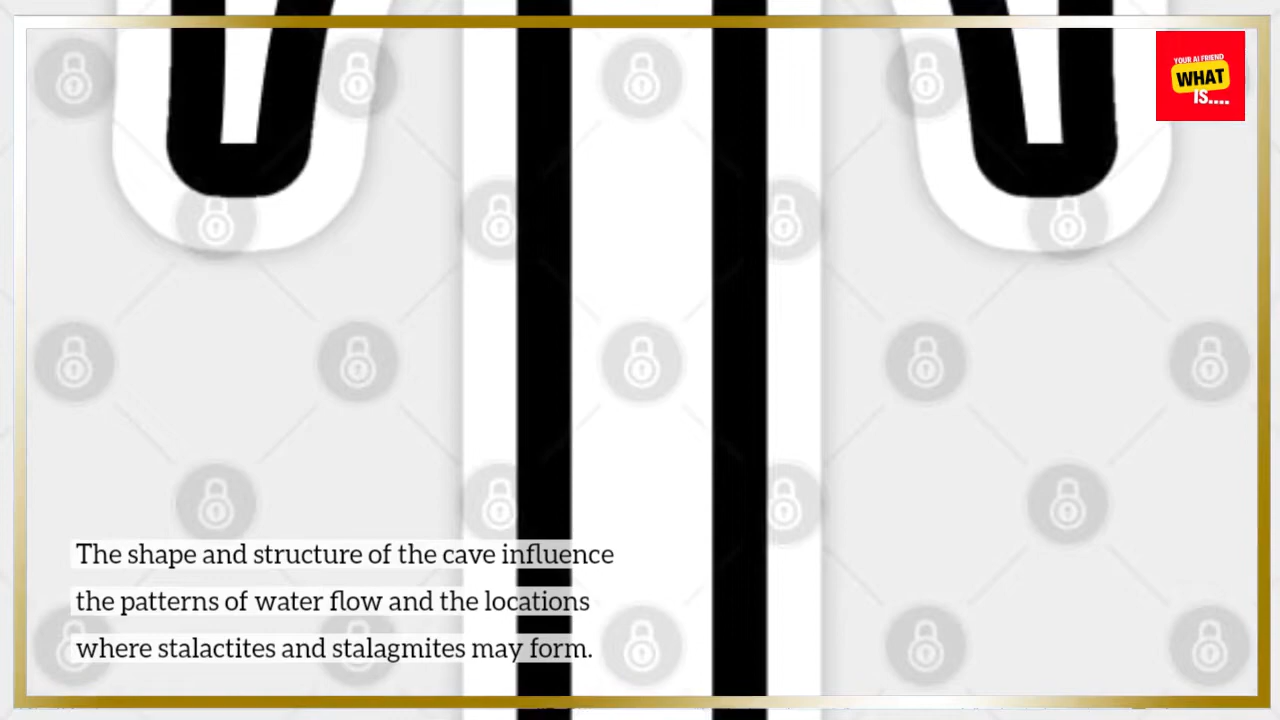 YOUR AI FRIEND
WHAT
IS....
The shape and structure of the cave influence
the patterns of water flow and the locations
where stalactites and stalagmites may form.